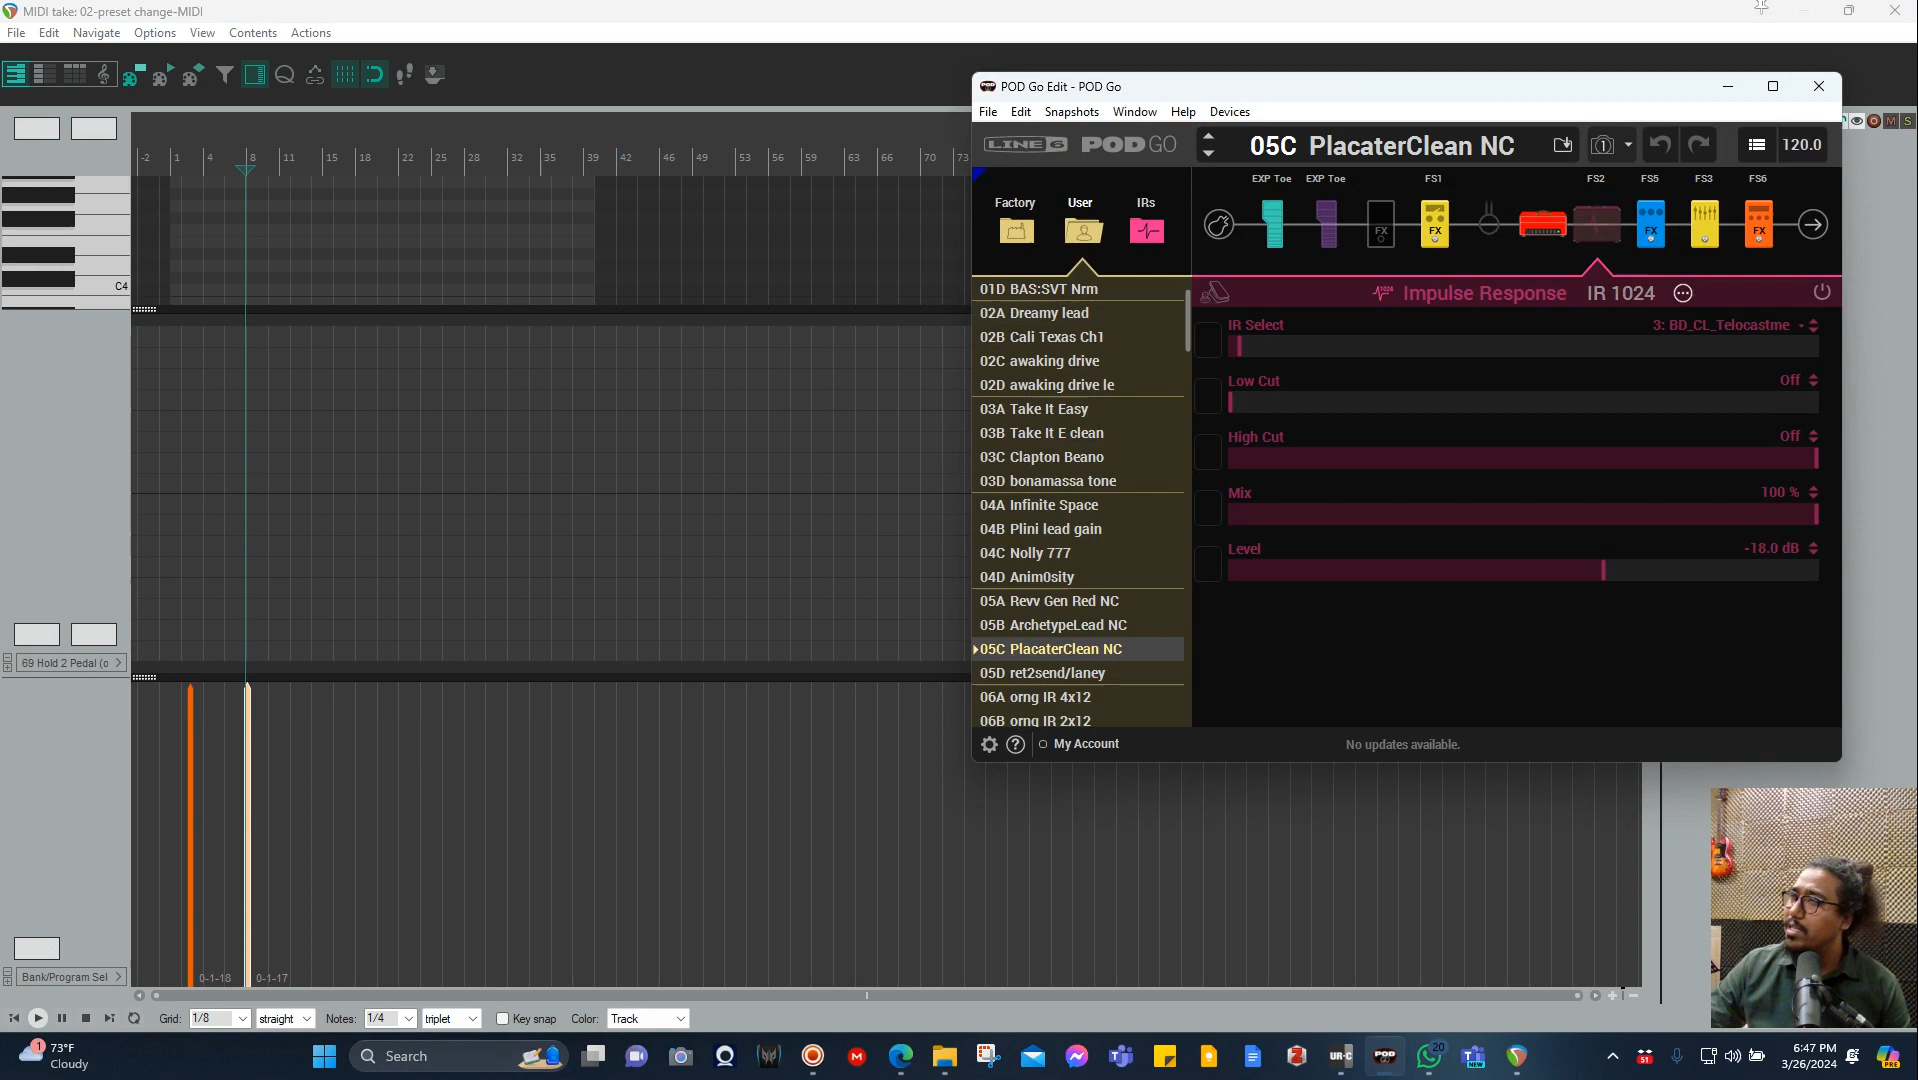 MIDI take: 02-preset change-MIDI
File Edit Navigate Options View Contents Actions
-2 1 4 8 11 15 18 22 25 28 32 35 39 42 46 49 53 56 59 63 66 70 73
C4
69 Hold 2 Pedal (o
Bank/Program Sel
0-1-18 0-1-17
Grid: 1/8 straight Notes: 1/4 triplet Key snap Color: Track
POD Go Edit - POD Go
File Edit Snapshots Window Help Devices
LINE 6 POD GO 05C PlacaterClean NC 1 120.0
EXP Toe EXP Toe FS1 FS2 FS5 FS3 FS6
Factory User IRs
FX FX FX FX FX
01D BAS:SVT Nrm
02A Dreamy lead
02B Cali Texas Ch1
02C awaking drive
02D awaking drive le
03A Take It Easy
03B Take It E clean
03C Clapton Beano
03D bonamassa tone
04A Infinite Space
04B Plini lead gain
04C Nolly 777
04D Anim0sity
05A Revv Gen Red NC
05B ArchetypeLead NC
05C PlacaterClean NC
05D ret2send/laney
06A orng IR 4x12
06B orng IR 2x12
1024 Impulse Response IR 1024
IR Select 3: BD_CL_Telocastme
Low Cut Off
High Cut Off
Mix 100 %
Level -18.0 dB
My Account
No updates available.
M S
1 73°F
Cloudy
Search
UR-C
POD
20
NEW
51
6:47 PM
3/26/2024
PRE